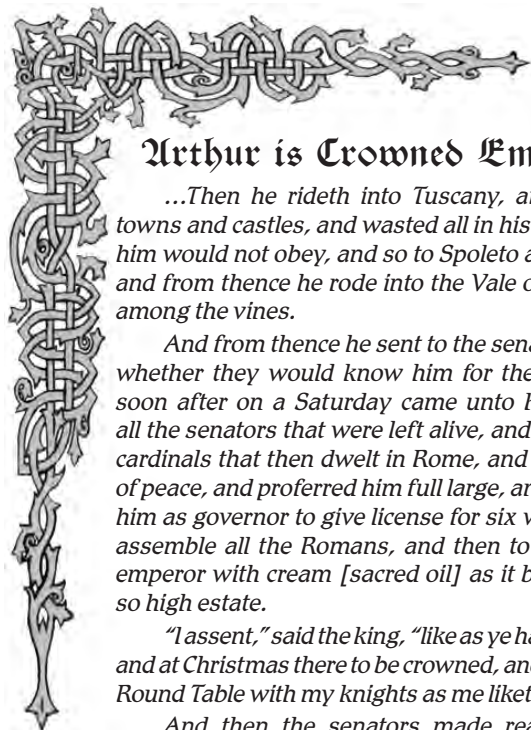 Arthur is Crowned Em
…Then he rideth into Tuscany, a
towns and castles, and wasted all in his
him would not obey, and so to Spoleto a
and from thence he rode into the Vale o
among the vines.
And from thence he sent to the sena
whether they would know him for the
soon after on a Saturday came unto h
all the senators that were left alive, and
cardinals that then dwelt in Rome, and
of peace, and proferred him full large, an
him as governor to give license for six w
assemble all the Romans, and then to
emperor with cream [sacred oil] as it b
so high estate.
“I assent,” said the king, “like as ye ha
and at Christmas there to be crowned, an
Round Table with my knights as me liket
And then the senators made rea